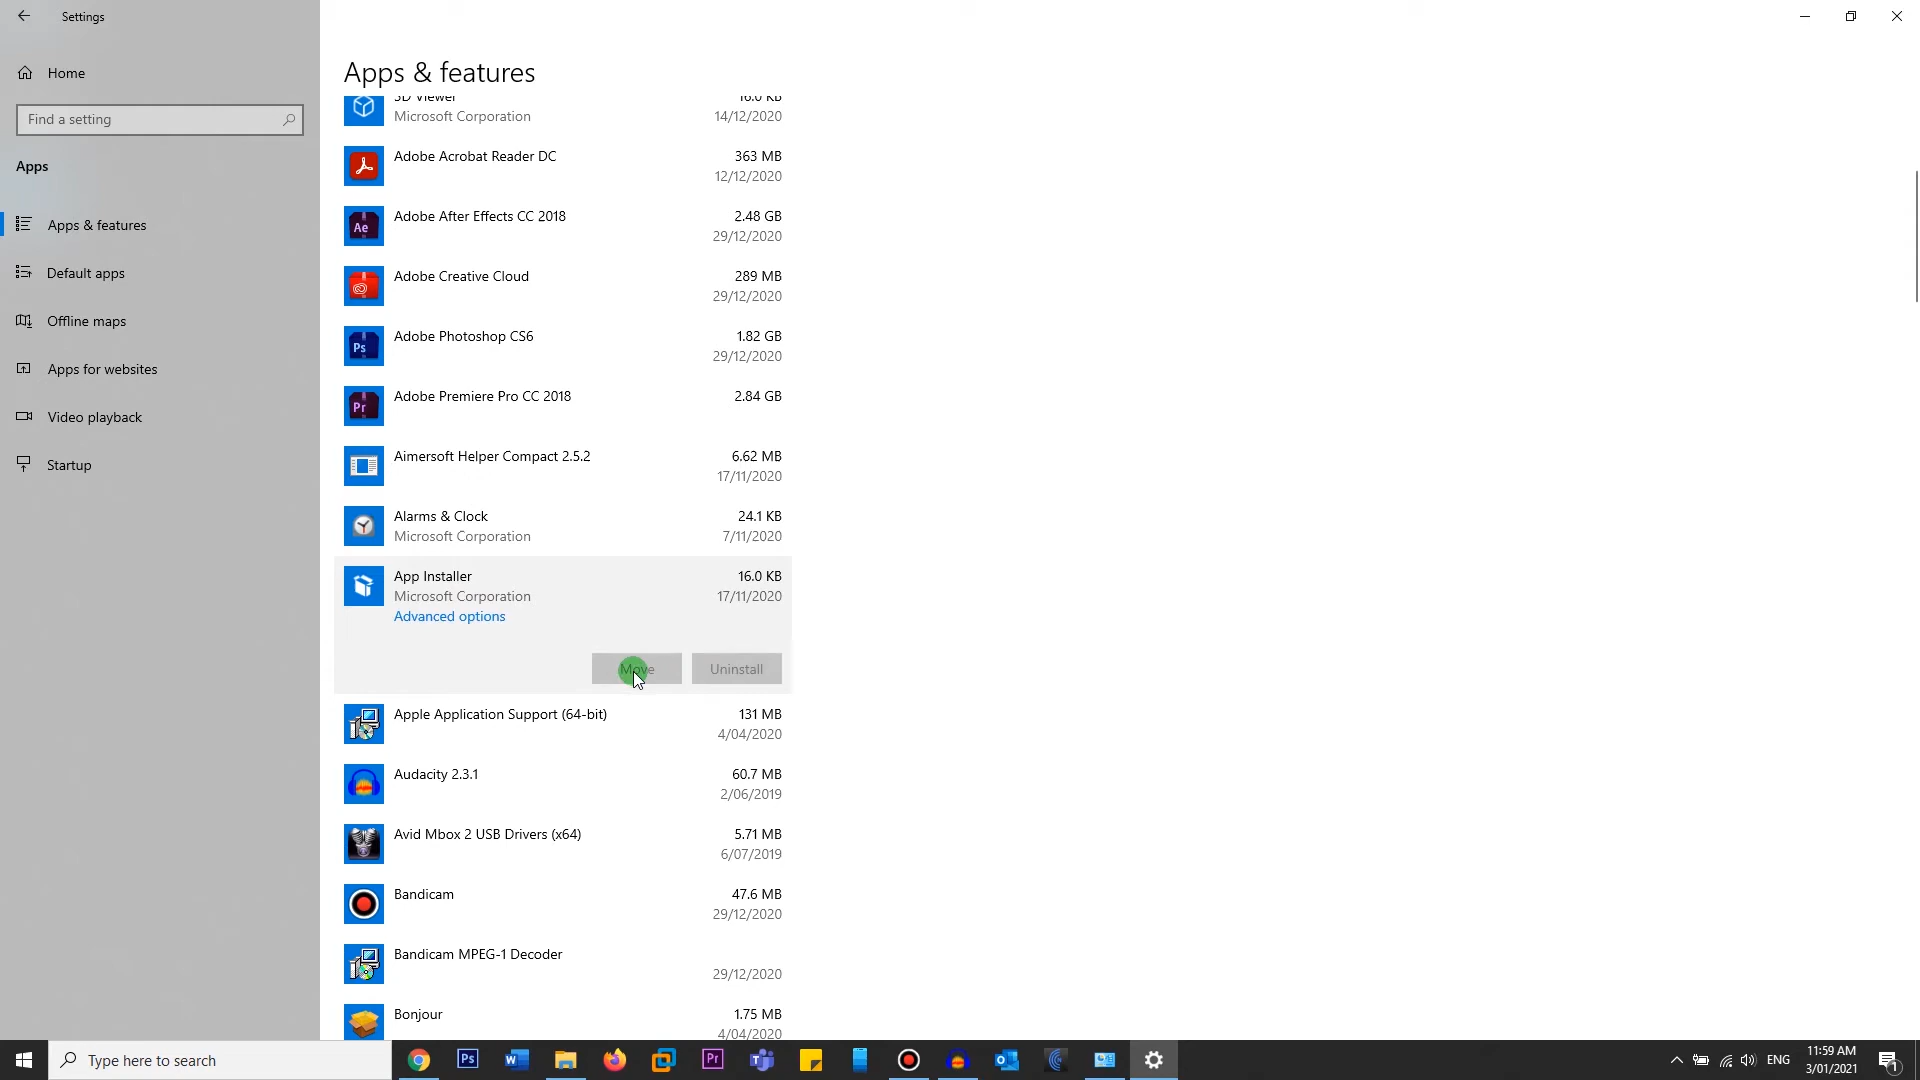 Settings
Home
Find a setting
Apps
Apps & features
Default apps
Offline maps
Apps for websites
Video playback
Startup
Apps & features
3D Viewer 16.0 KB
Microsoft Corporation 14/12/2020
Adobe Acrobat Reader DC 363 MB
12/12/2020
Adobe After Effects CC 2018 2.48 GB
29/12/2020
Adobe Creative Cloud 289 MB
29/12/2020
Adobe Photoshop CS6 1.82 GB
29/12/2020
Adobe Premiere Pro CC 2018 2.84 GB
Aimersoft Helper Compact 2.5.2 6.62 MB
17/11/2020
Alarms & Clock 24.1 KB
Microsoft Corporation 7/11/2020
App Installer 16.0 KB
Microsoft Corporation 17/11/2020
Advanced options
Move Uninstall
Apple Application Support (64-bit) 131 MB
4/04/2020
Audacity 2.3.1 60.7 MB
2/06/2019
Avid Mbox 2 USB Drivers (x64) 5.71 MB
6/07/2019
Bandicam 47.6 MB
29/12/2020
Bandicam MPEG-1 Decoder
29/12/2020
Bonjour 1.75 MB
4/04/2020
Ae
Ps
Pr
Type here to search
Ps
Pr
ENG
11:59 AM
3/01/2021
1